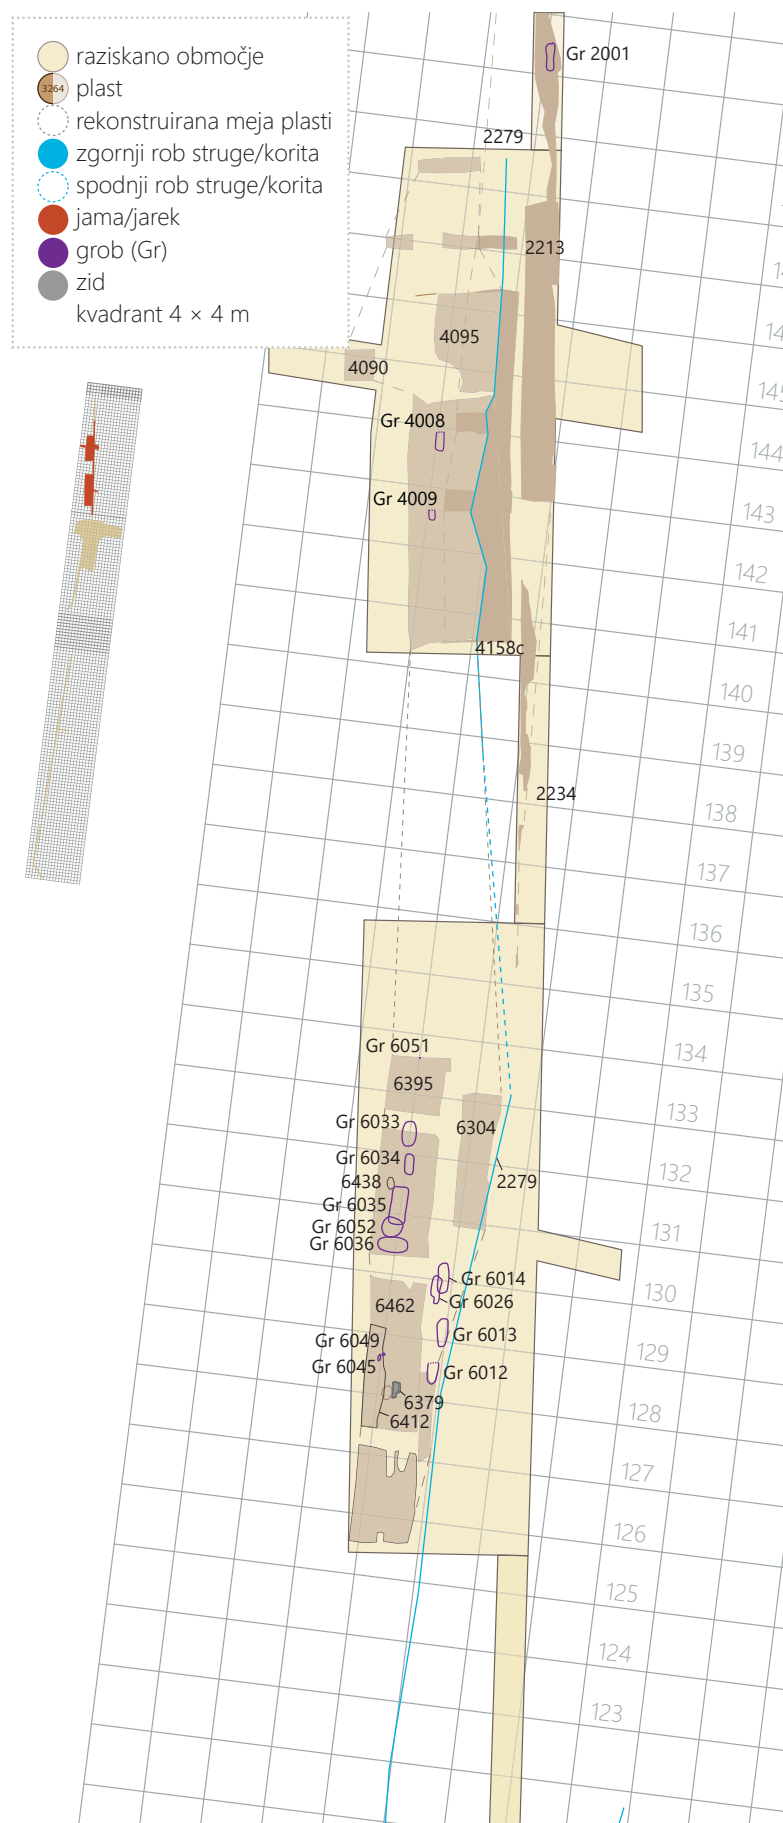 raziskano območje
3264 plast
rekonstruirana meja plasti
zgornji rob struge/korita
spodnji rob struge/korita
jama/jarek
grob (Gr)
zid
kvadrant 4 × 4 m
Gr 2001
2279
2213
4095
4090
145
Gr 4008
144
Gr 4009
143
142
141
4158c
140
139
2234
138
137
136
135
134
Gr 6051
6395
133
Gr 6033
6304
Gr 6034
132
6438
2279
Gr 6035
Gr 6052
131
Gr 6036
Gr 6014
130
Gr 6026
6462
Gr 6013
Gr 6049
129
Gr 6045
Gr 6012
6379
128
6412
127
126
125
124
123